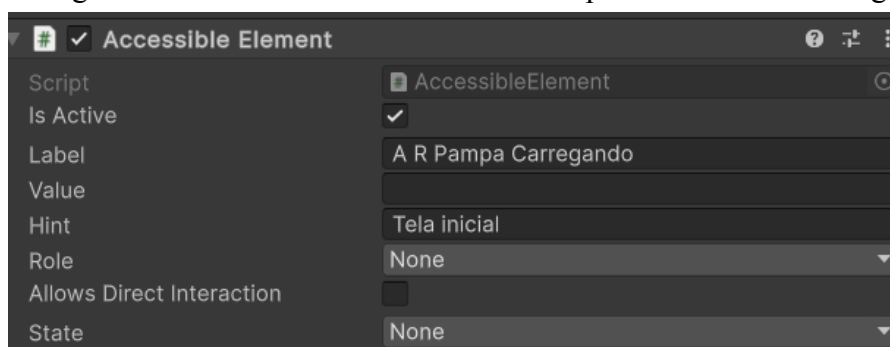 # Accessible Element
Script AccessibleElement
Is Active
Label A R Pampa Carregando
Value
Hint Tela inicial
Role None
Allows Direct Interaction
State None